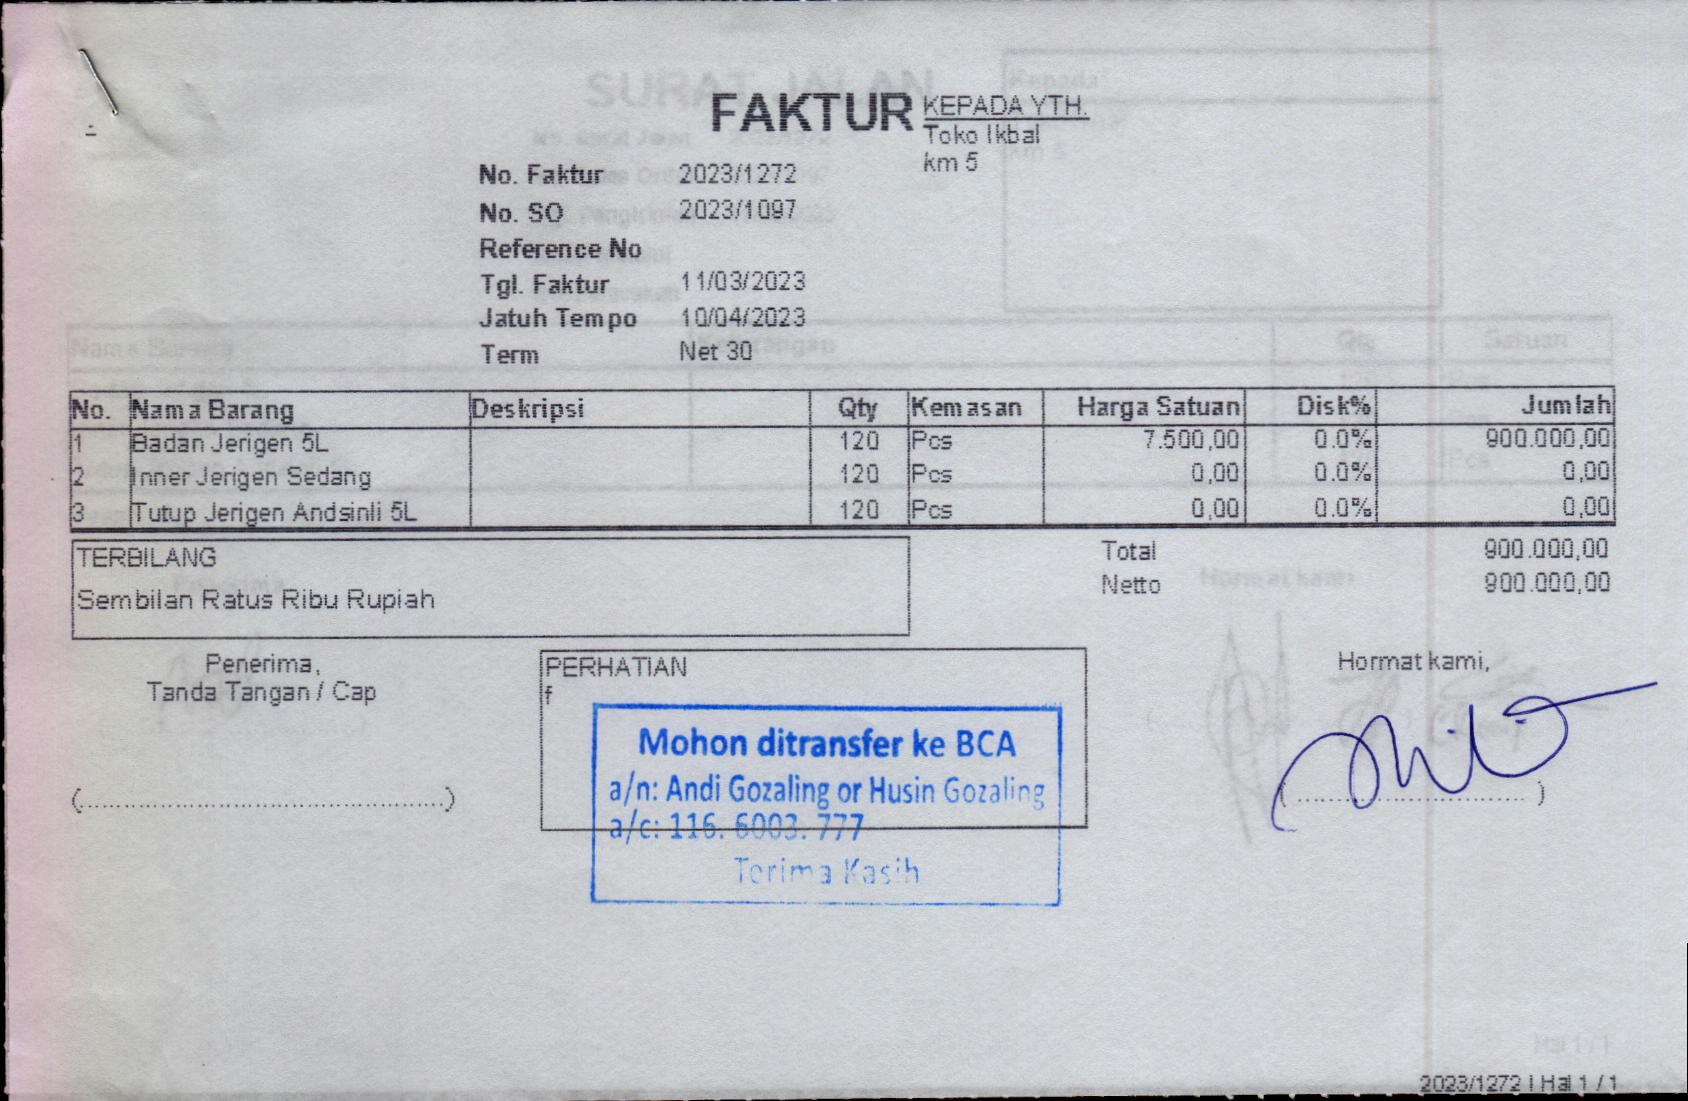 FAKTUR
KEPADA YTH.
Toko Ikbal
km 5
No. Faktur 2023/1272
No. SO 2023/1097
Reference No
Tgl. Faktur 11/03/2023
Jatuh Tempo 10/04/2023
Term Net 30
No. Nama Barang Deskripsi Qty Kemasan Harga Satuan Disk% Jumlah
1 Badan Jerigen 5L 120 Pcs 7.500,00 0.0% 900.000,00
2 Inner Jerigen Sedang 120 Pcs 0,00 0.0% 0,00
3 Tutup Jerigen Andsinli 5L 120 Pcs 0,00 0.0% 0,00
TERBILANG
Sembilan Ratus Ribu Rupiah
Total 900.000,00
Netto 900.000,00
Penerima,
Tanda Tangan / Cap
PERHATIAN
f
Mohon ditransfer ke BCA
a/n: Andi Gozaling or Husin Gozaling
a/c: 116. 6003. 777
Terima Kasih
Hormat kami,
2023/1272 | Hal 1 / 1